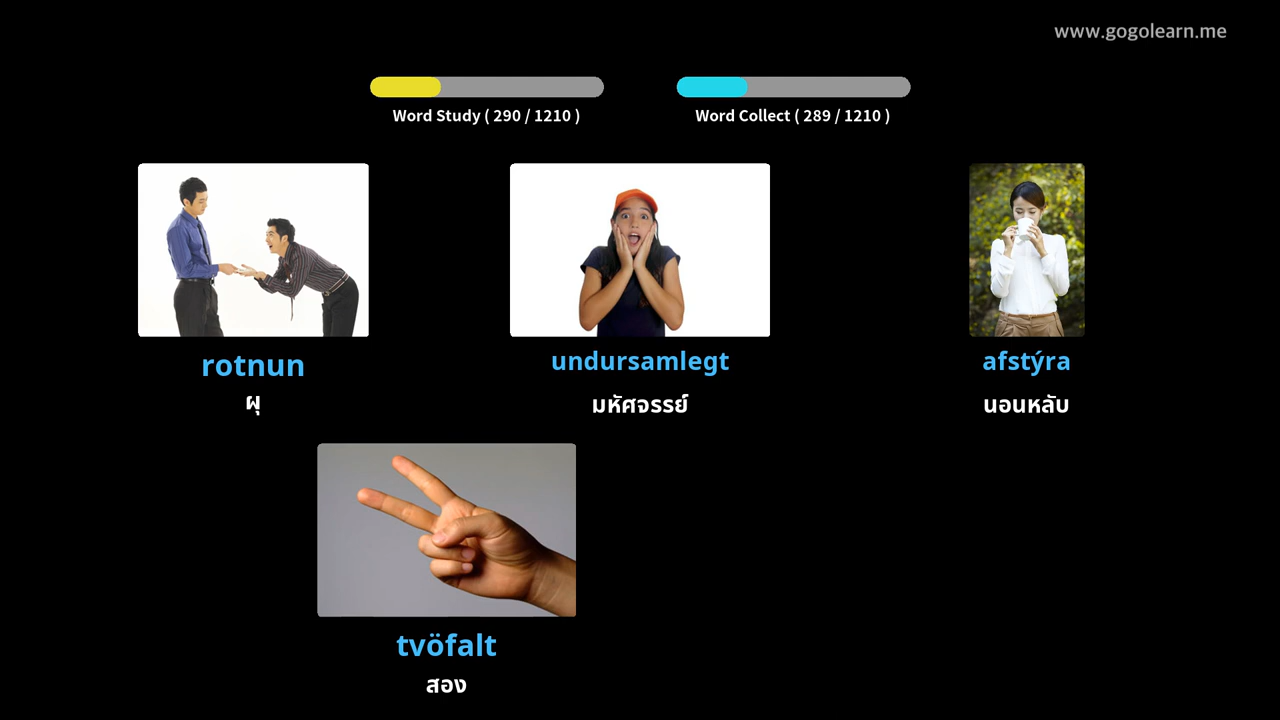 www.gogolearn.me
Word Study ( 290 / 1210 )
Word Collect ( 289 / 1210 )
rotnun
undursamlegt
afstýra
ผุ
มหัศจรรย์
นอนหลับ
tvöfalt
สอง